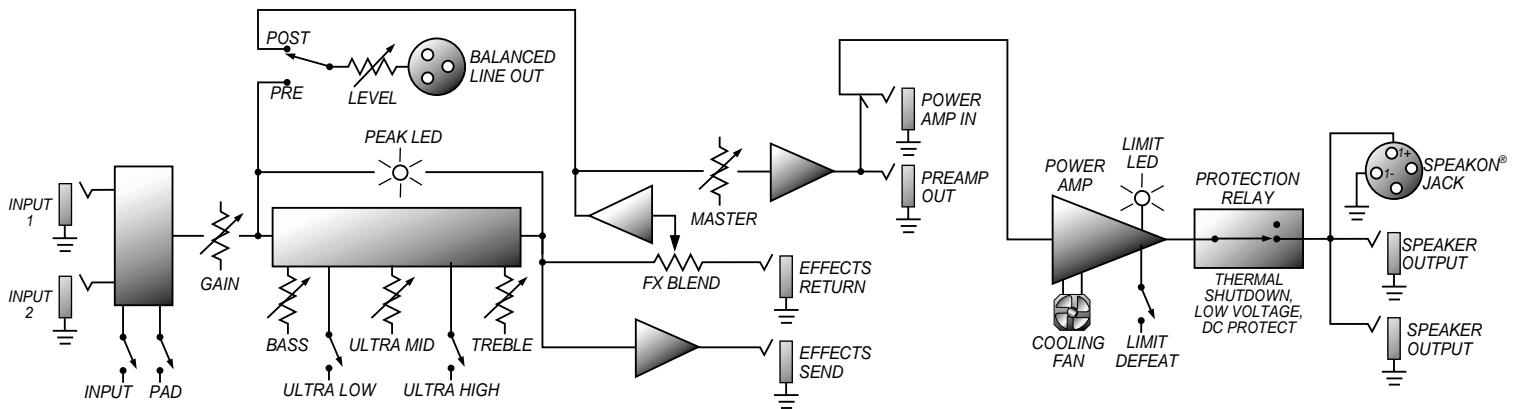 POST
PRE
LEVEL
BALANCED
LINE OUT
PEAK LED
INPUT
1
INPUT
2
GAIN
INPUT
PAD
BASS
ULTRA LOW
ULTRA MID
ULTRA HIGH
TREBLE
MASTER
FX BLEND
EFFECTS
RETURN
EFFECTS
SEND
POWER
AMP IN
PREAMP
OUT
POWER
AMP
LIMIT
LED
COOLING
FAN
LIMIT
DEFEAT
PROTECTION
RELAY
THERMAL
SHUTDOWN,
LOW VOLTAGE,
DC PROTECT
1+
1-
SPEAKON®
JACK
SPEAKER
OUTPUT
SPEAKER
OUTPUT